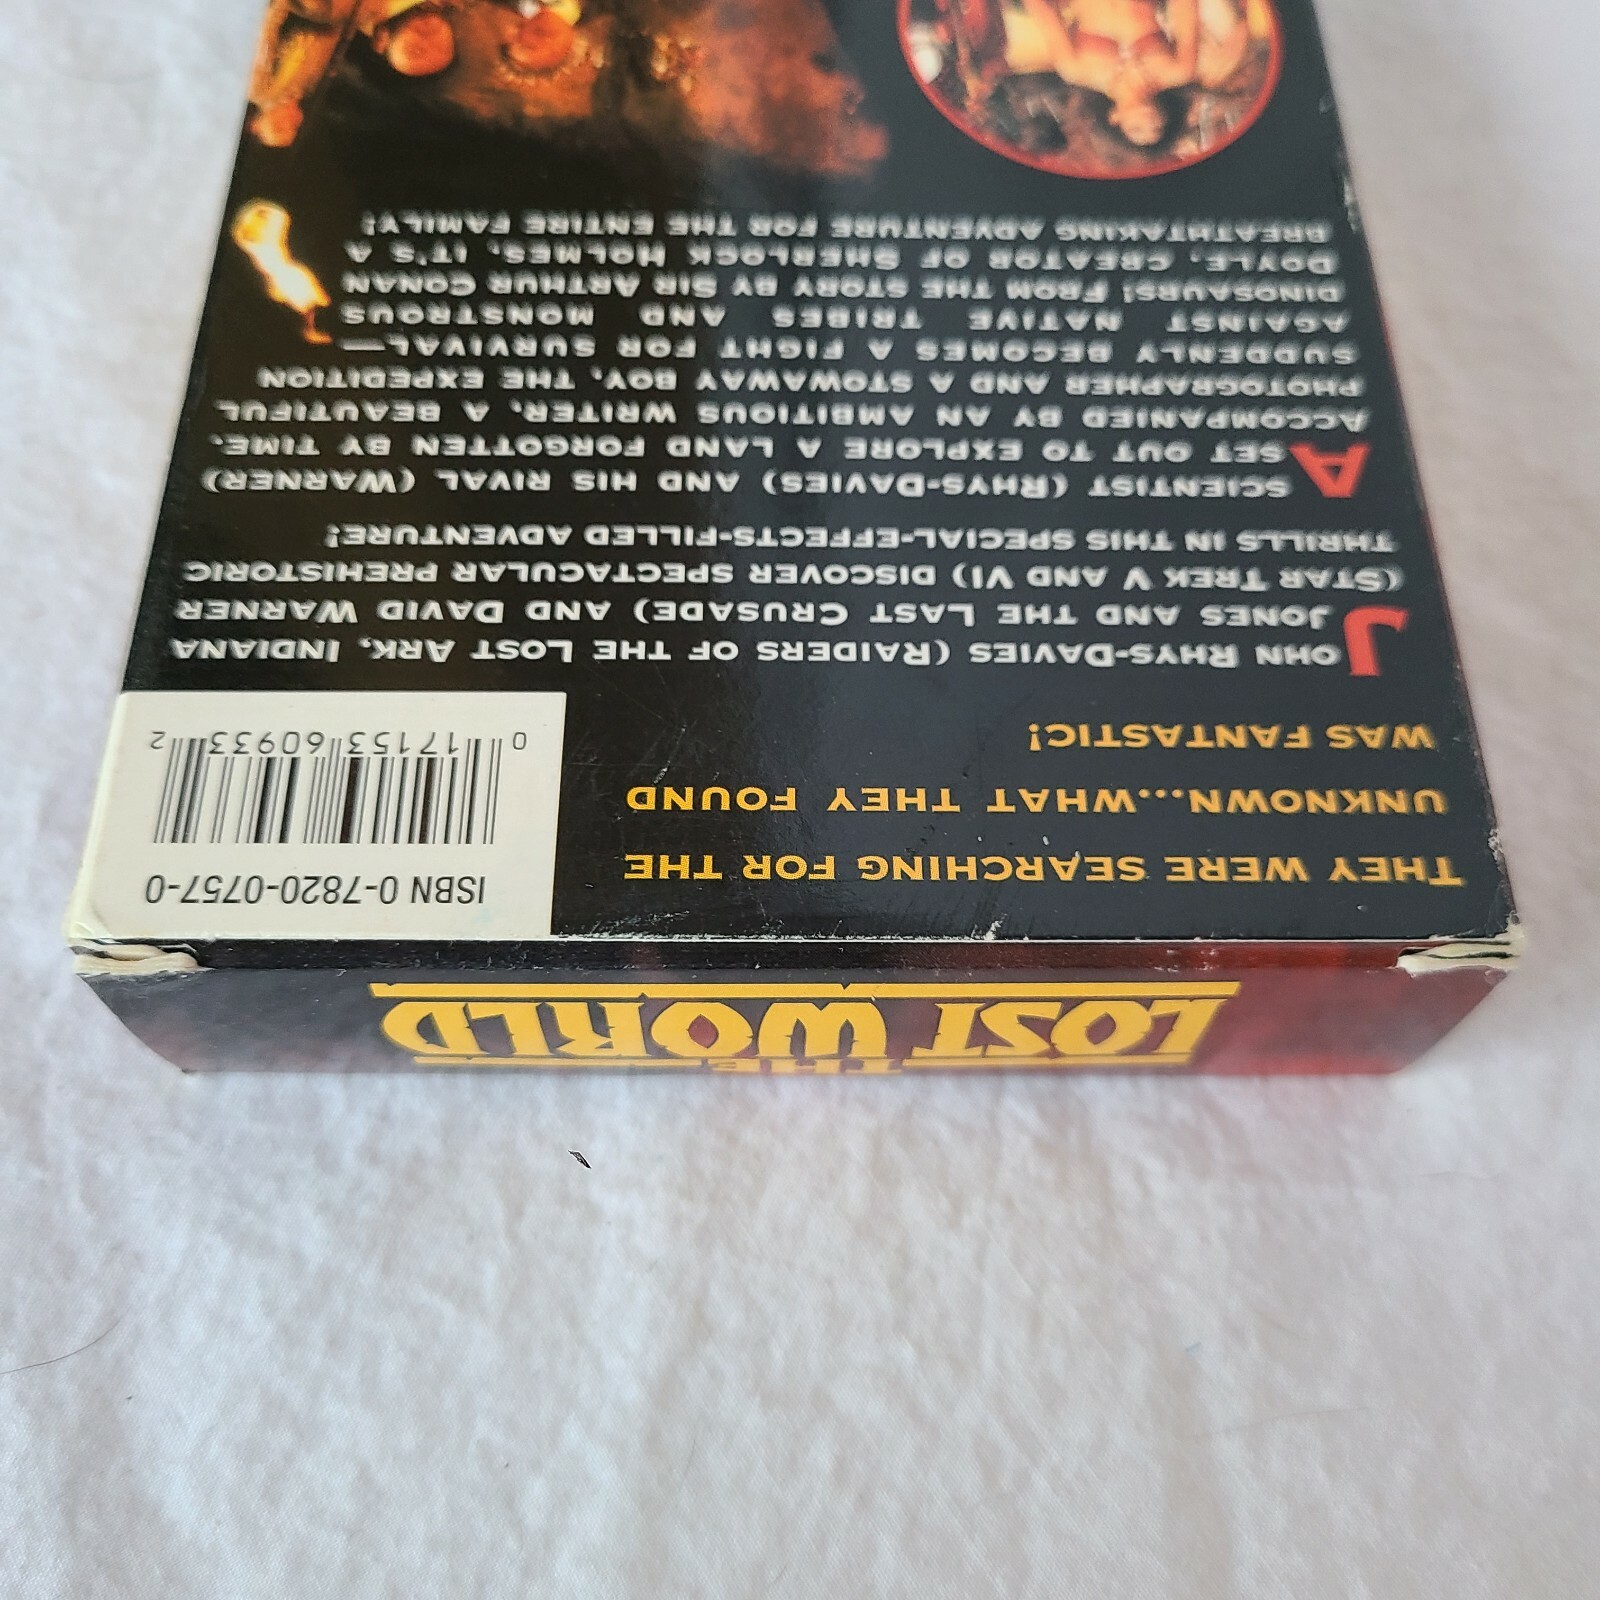 THE
LOST WORLD
THEY WERE SEARCHING FOR THE
UNKNOWN...WHAT THEY FOUND
WAS FANTASTIC!
ISBN 0-7820-0757-0
0 17153 60933 2
JOHN RHYS-DAVIES (RAIDERS OF THE LOST ARK, INDIANA
JONES AND THE LAST CRUSADE) AND DAVID WARNER
(STAR TREK V AND VI) DISCOVER SPECTACULAR PREHISTORIC
THRILLS IN THIS SPECIAL-EFFECTS-FILLED ADVENTURE!
A SCIENTIST (RHYS-DAVIES) AND HIS RIVAL (WARNER)
SET OUT TO EXPLORE A LAND FORGOTTEN BY TIME.
ACCOMPANIED BY AN AMBITIOUS WRITER, A BEAUTIFUL
PHOTOGRAPHER AND A STOWAWAY BOY, THE EXPEDITION
SUDDENLY BECOMES A FIGHT FOR SURVIVAL—
AGAINST NATIVE TRIBES AND MONSTROUS
DINOSAURS! FROM THE STORY BY SIR ARTHUR CONAN
DOYLE, CREATOR OF SHERLOCK HOLMES, IT'S A
BREATHTAKING ADVENTURE FOR THE ENTIRE FAMILY!